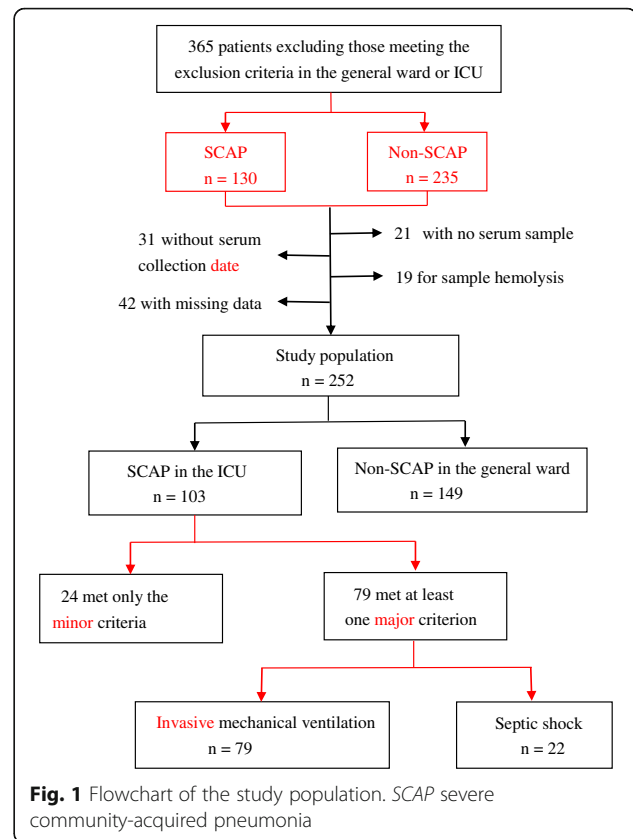 365 patients excluding those meeting the
exclusion criteria in the general ward or ICU
SCAP
n = 130
Non-SCAP
n = 235
31 without serum
collection date
21 with no serum sample
19 for sample hemolysis
42 with missing data
Study population
n = 252
SCAP in the ICU
n = 103
Non-SCAP in the general ward
n = 149
24 met only the
minor criteria
79 met at least
one major criterion
Invasive mechanical ventilation
n = 79
Septic shock
n = 22
Fig. 1 Flowchart of the study population. SCAP severe
community-acquired pneumonia